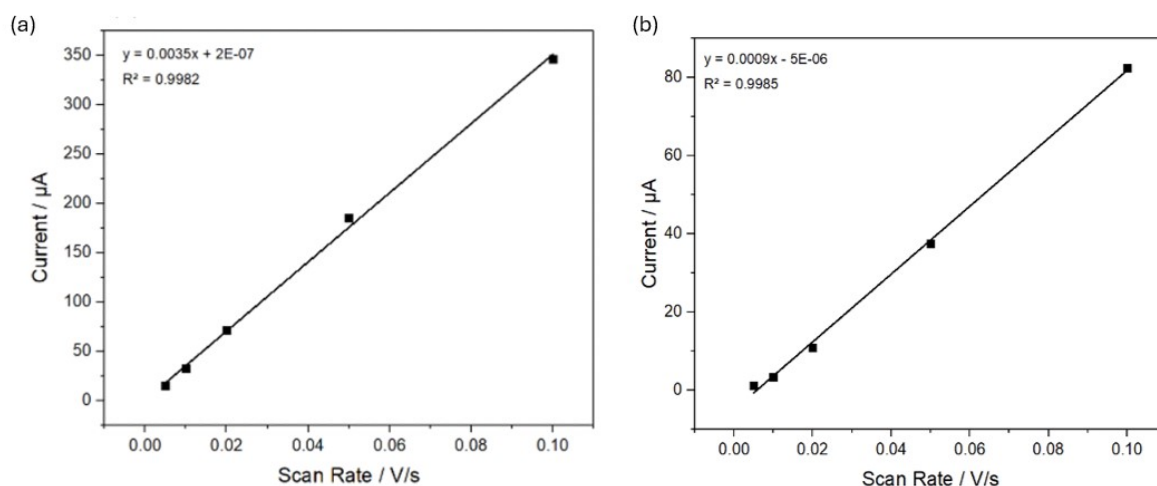 (a)
y = 0.0035x + 2E-07
R² = 0.9982
350
300
250
200
150
100
50
0
Current / µA
0.00 0.02 0.04 0.06 0.08 0.10
Scan Rate / V/s
(b)
y = 0.0009x - 5E-06
R² = 0.9985
80
60
40
20
0
Current / µA
0.00 0.02 0.04 0.06 0.08 0.10
Scan Rate / V/s